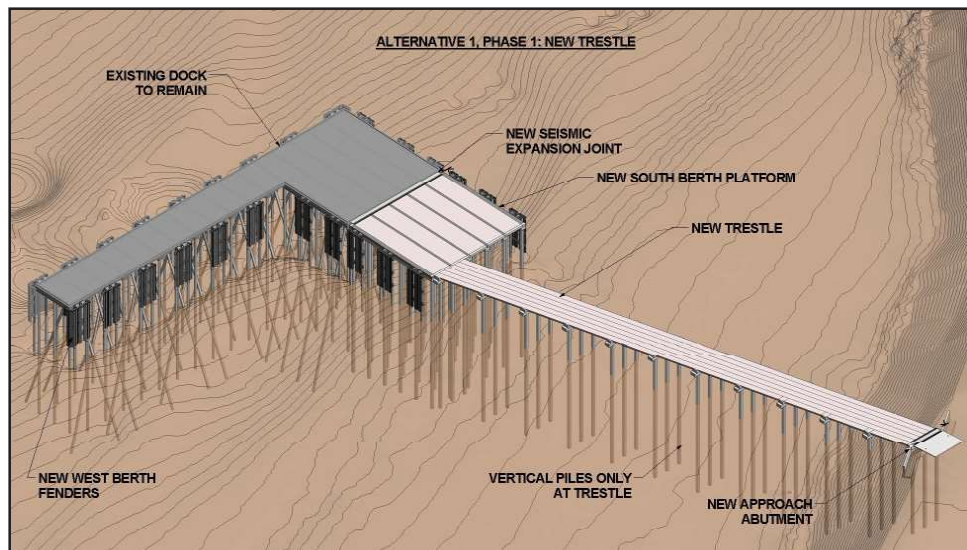 ALTERNATIVE 1, PHASE 1: NEW TRESTLE
EXISTING DOCK
TO REMAIN
NEW SEISMIC
EXPANSION JOINT
NEW SOUTH BERTH PLATFORM
NEW TRESTLE
NEW WEST BERTH
FENDERS
VERTICAL PILES ONLY
AT TRESTLE
NEW APPROACH
ABUTMENT